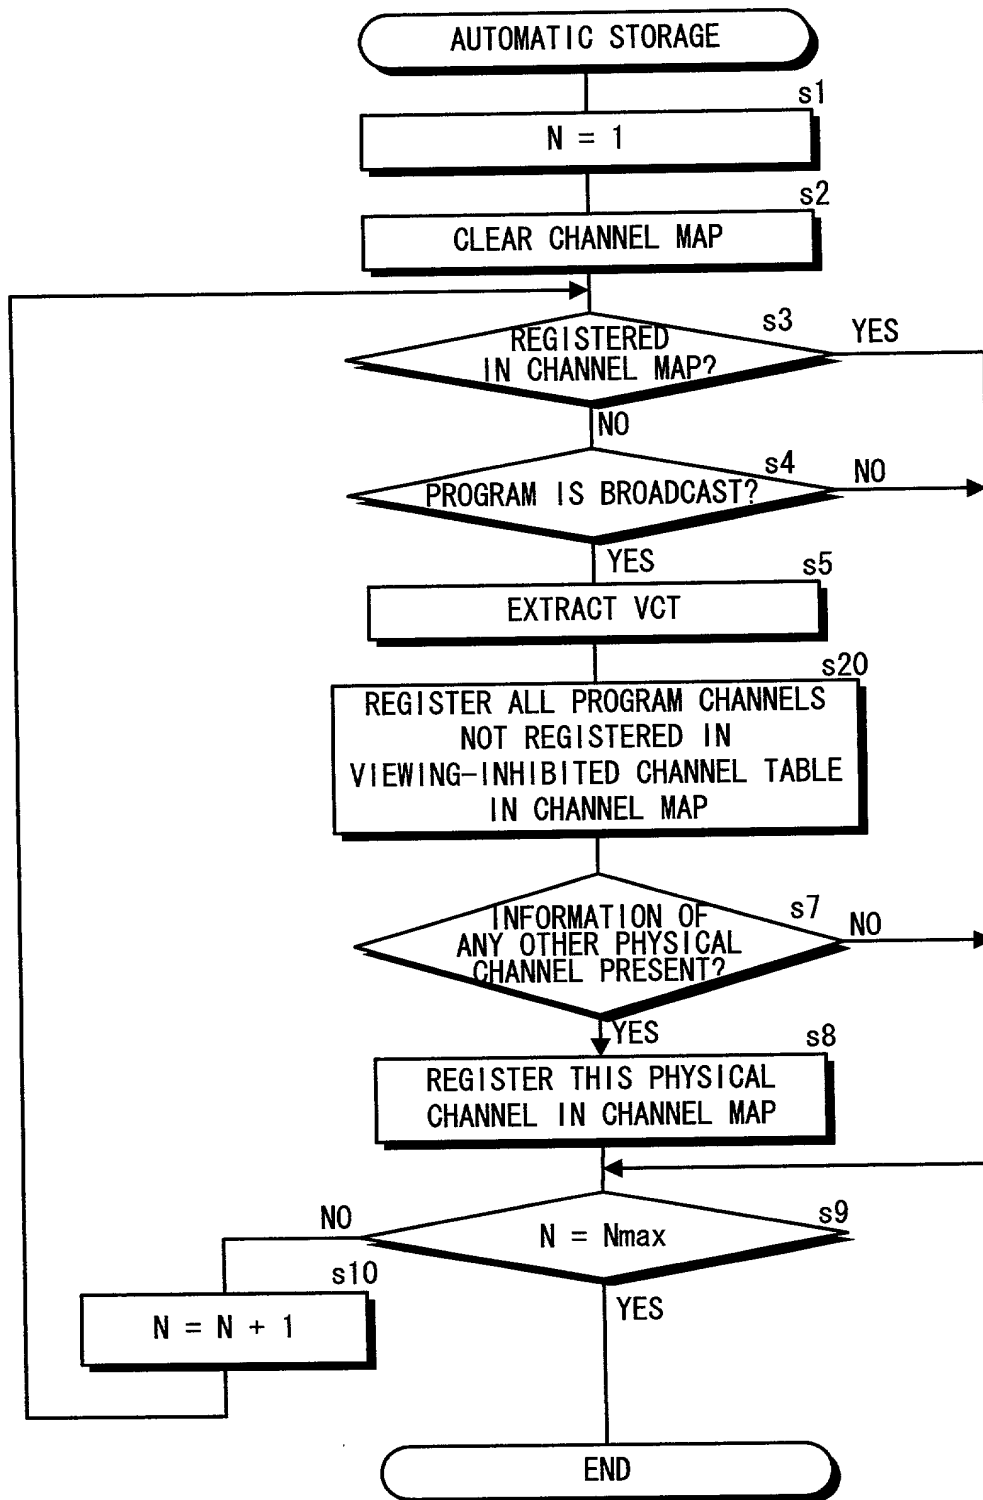 AUTOMATIC STORAGE
s1
N = 1
s2
CLEAR CHANNEL MAP
s3
YES
REGISTERED
IN CHANNEL MAP?
NO
s4
NO
PROGRAM IS BROADCAST?
YES
s5
EXTRACT VCT
s20
REGISTER ALL PROGRAM CHANNELS
NOT REGISTERED IN
VIEWING-INHIBITED CHANNEL TABLE
IN CHANNEL MAP
s7
NO
INFORMATION OF
ANY OTHER PHYSICAL
CHANNEL PRESENT?
YES
s8
REGISTER THIS PHYSICAL
CHANNEL IN CHANNEL MAP
NO
s9
N = Nmax
s10
YES
N = N + 1
END